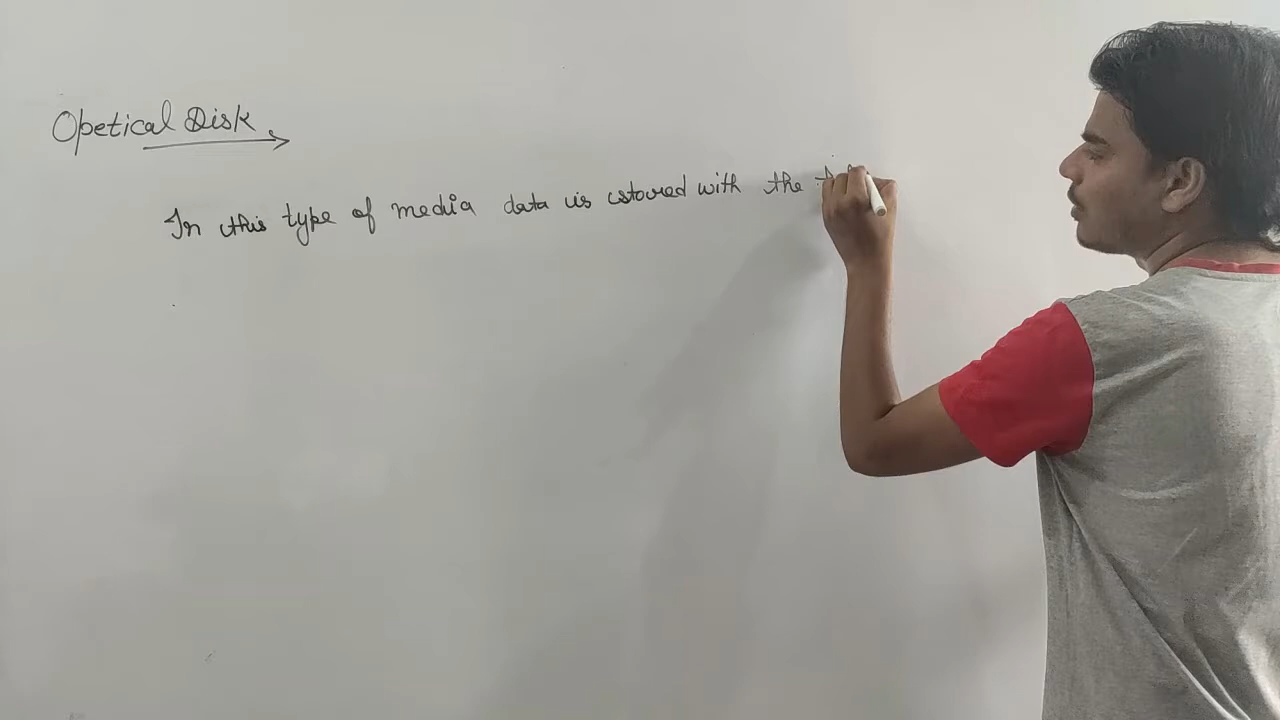 Opetical Disk
In this type of media data is stored with the